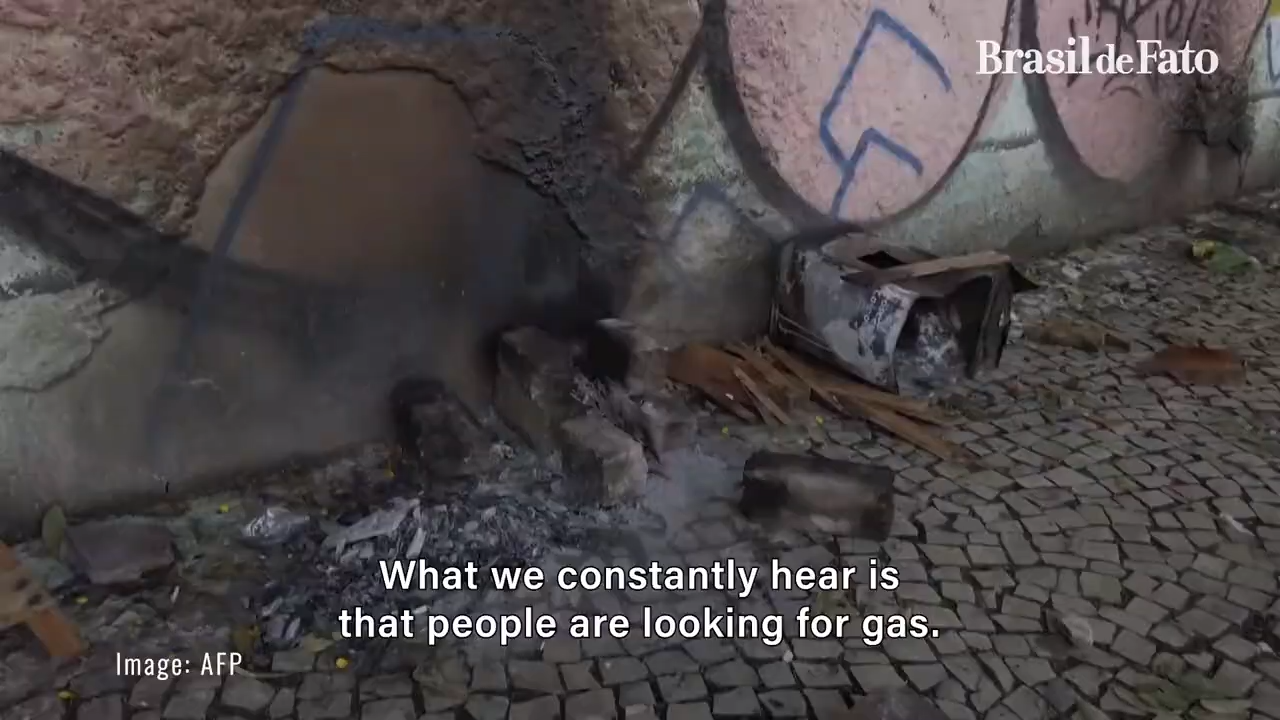 Brasil de Fato
What we constantly hear is
that people are looking for gas.
Image: AFP